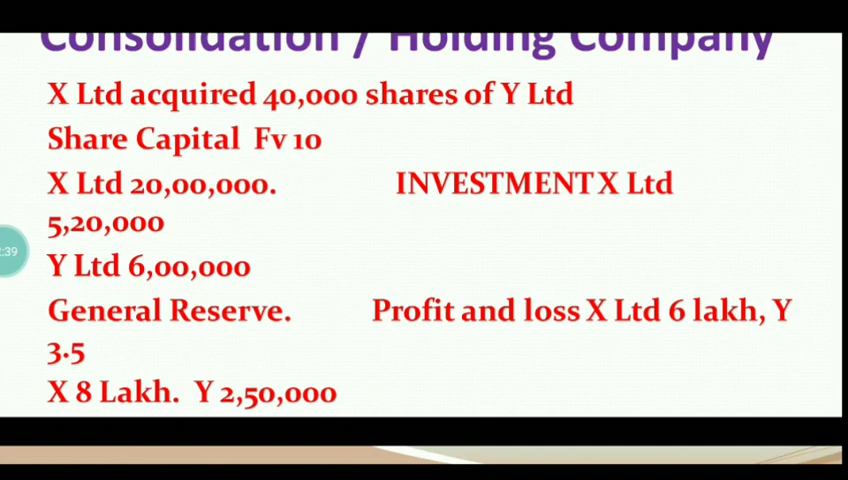 Consolidation / Holding Company
X Ltd acquired 40,000 shares of Y Ltd
Share Capital Fv 10
X Ltd 20,00,000. INVESTMENT X Ltd
5,20,000
Y Ltd 6,00,000
:39
General Reserve. Profit and loss X Ltd 6 lakh, Y
3.5
X 8 Lakh. Y 2,50,000